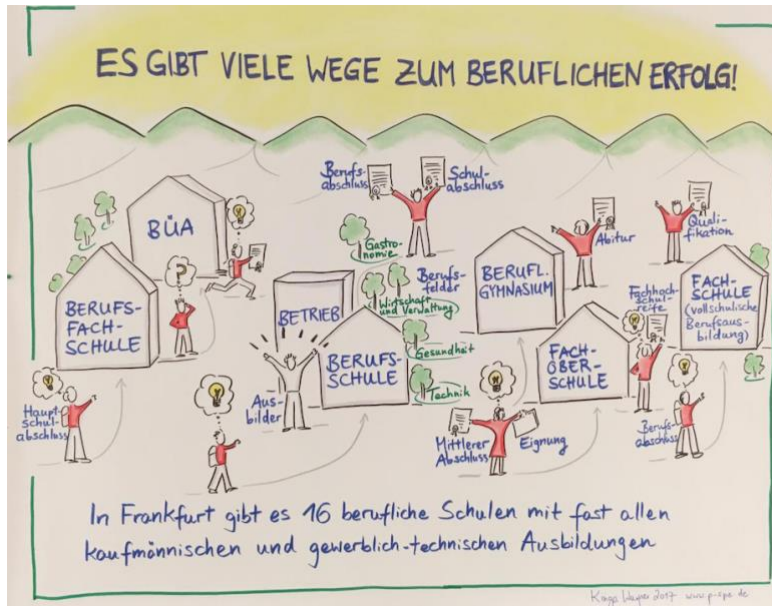 ES GIBT VIELE WEGE ZUM BERUFLICHEN ERFOLG!
Berufs-
abschluss
Schul-
abschluss
BÜA
Gastro-
nomie
Abitur
Quali-
fikation
BERUFS-
FACH-
SCHULE
?
BETRIEB
Berufs-
felder
Wirtschaft
und Verwaltung
BERUFL.
GYMNASIUM
Fachhoch-
schul-
reife
FACH-
SCHULE
(vollschulische
Berufsaus-
bildung)
BERUFS-
SCHULE
Gesundheit
Technik
FACH-
OBER-
SCHULE
Haupt-
schul-
abschluss
Aus-
bilder
Mittlerer
Abschluss
Eignung
Berufs-
abschluss
In Frankfurt gibt es 16 berufliche Schulen mit fast allen
kaufmännischen und gewerblich-technischen Ausbildungen
2017 www.p-spe.de